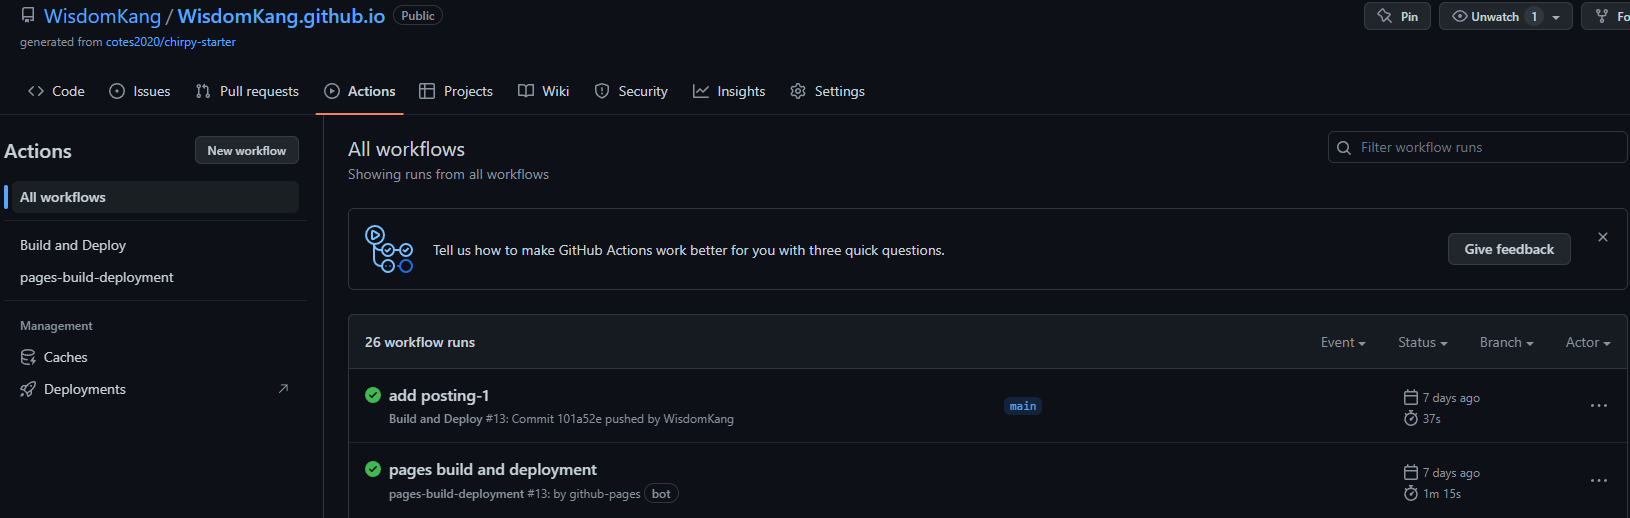 WisdomKang / WisdomKang.github.io Public
Pin
Unwatch 1
Fo
generated from cotes2020/chirpy-starter
Code Issues Pull requests Actions Projects Wiki Security Insights Settings
Actions
New workflow
All workflows
Build and Deploy
pages-build-deployment
Management
Caches
Deployments
All workflows
Showing runs from all workflows
Filter workflow runs
Tell us how to make GitHub Actions work better for you with three quick questions.
Give feedback
26 workflow runs
Event Status Branch Actor
add posting-1
Build and Deploy #13: Commit 101a52e pushed by WisdomKang
main
7 days ago
37s
pages build and deployment
pages-build-deployment #13: by github-pages bot
7 days ago
1m 15s